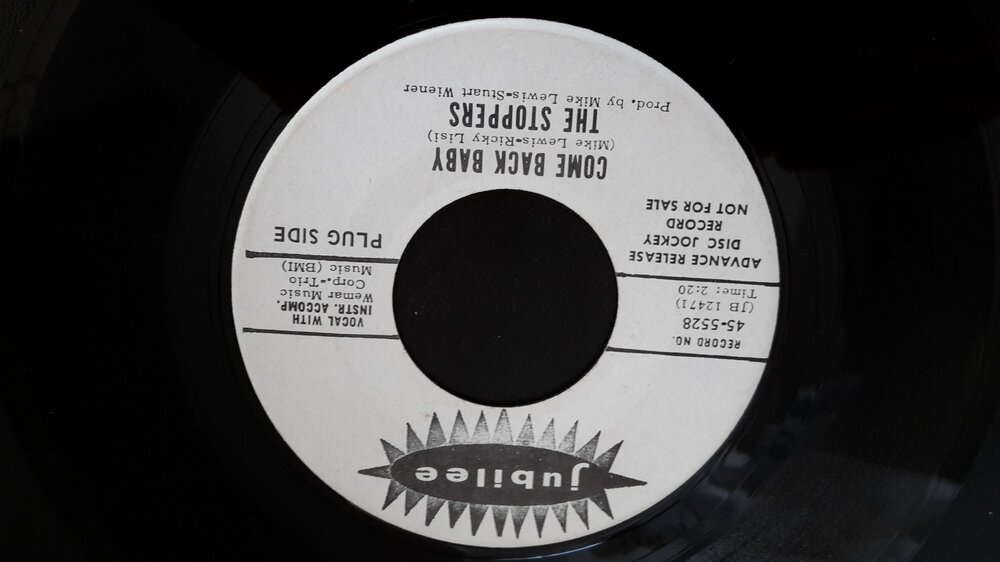 jubilee
RECORD NO.
45-5528
(JB 12471)
Time: 2:20
VOCAL WITH
INSTR. ACCOMP.
Wemar Music
Corp.-Trio
Music (BMI)
ADVANCE RELEASE
DISC JOCKEY
RECORD
NOT FOR SALE
PLUG SIDE
COME BACK BABY
(Mike Lewis-Ricky Lisi)
THE STOPPERS
Prod. by Mike Lewis-Stuart Wiener